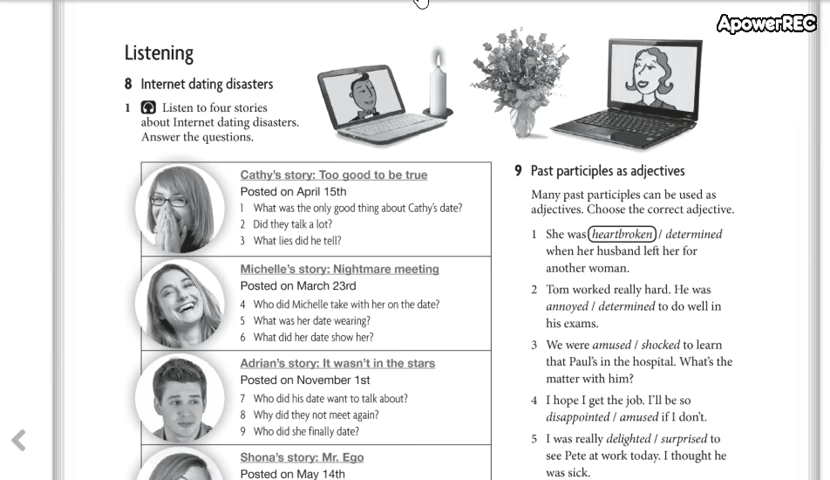 ApowerREC
Listening
8 Internet dating disasters
1 Listen to four stories
about Internet dating disasters.
Answer the questions.
Cathy's story: Too good to be true
Posted on April 15th
1 What was the only good thing about Cathy's date?
2 Did they talk a lot?
3 What lies did he tell?
Michelle's story: Nightmare meeting
Posted on March 23rd
4 Who did Michelle take with her on the date?
5 What was her date wearing?
6 What did her date show her?
Adrian's story: It wasn't in the stars
Posted on November 1st
7 Who did his date want to talk about?
8 Why did they not meet again?
9 Who did she finally date?
Shona's story: Mr. Ego
Posted on May 14th
9 Past participles as adjectives
Many past participles can be used as
adjectives. Choose the correct adjective.
1 She was heartbroken / determined
when her husband left her for
another woman.
2 Tom worked really hard. He was
annoyed / determined to do well in
his exams.
3 We were amused / shocked to learn
that Paul's in the hospital. What's the
matter with him?
4 I hope I get the job. I'll be so
disappointed / amused if I don't.
5 I was really delighted / surprised to
see Pete at work today. I thought he
was sick.